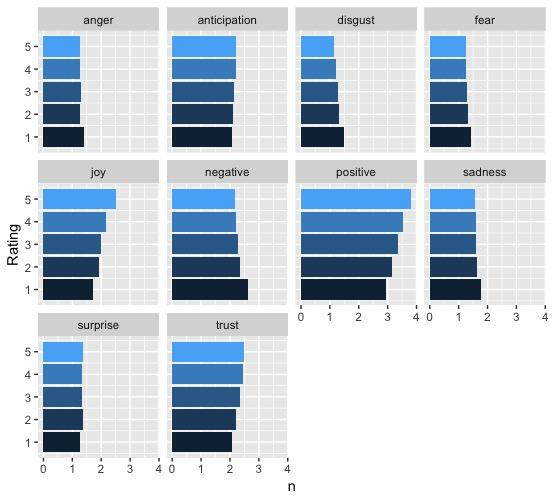 anger anticipation disgust fear
5
4
3
2
1
joy negative positive sadness
5
4
3
2
1
0 1 2 3 4 0 1 2 3 4
surprise trust
5
4
3
2
1
0 1 2 3 4 0 1 2 3 4
Rating
n